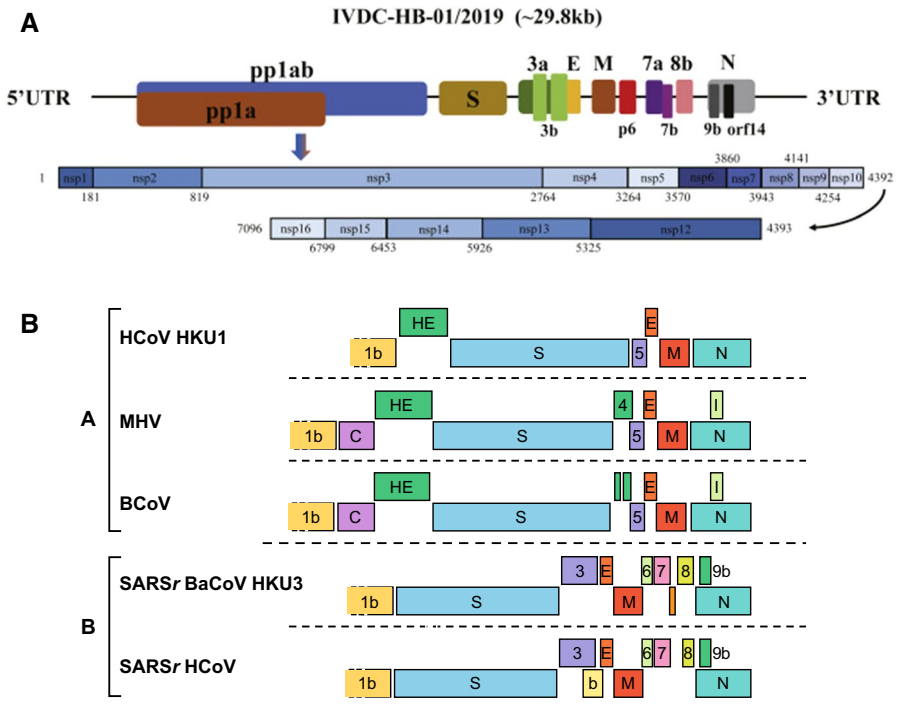 A
IVDC-HB-01/2019 (~29.8kb)
pp1ab
3a E M 7a 8b N
5’UTR pp1a S 3’UTR
3b p6 7b 9b orf14
3860 4141
1 nsp1 nsp2 nsp3 nsp4 nsp5 nsp6 nsp7 nsp8 nsp9 nsp10 4392
181 819 2764 3264 3570 3943 4254
7096 nsp16 nsp15 nsp14 nsp13 nsp12 4393
6799 6453 5926 5325
B
HE E
HCoV HKU1
1b S 5 M N
HE 4 E I
A MHV
1b C S 5 M N
HE E I
BCoV
1b C S 5 M N
3 E 6 7 8 9b
SARSr BaCoV HKU3
1b S M N
B
3 E 6 7 8 9b
SARSr HCoV
1b S b M N